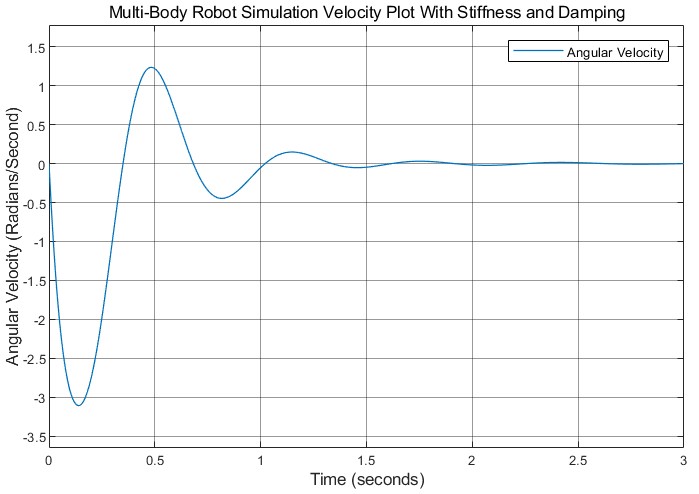 Multi-Body Robot Simulation Velocity Plot With Stiffness and Damping
Angular Velocity
1.5
1
0.5
0
-0.5
-1
-1.5
-2
-2.5
-3
-3.5
Angular Velocity (Radians/Second)
0 0.5 1 1.5 2 2.5 3
Time (seconds)